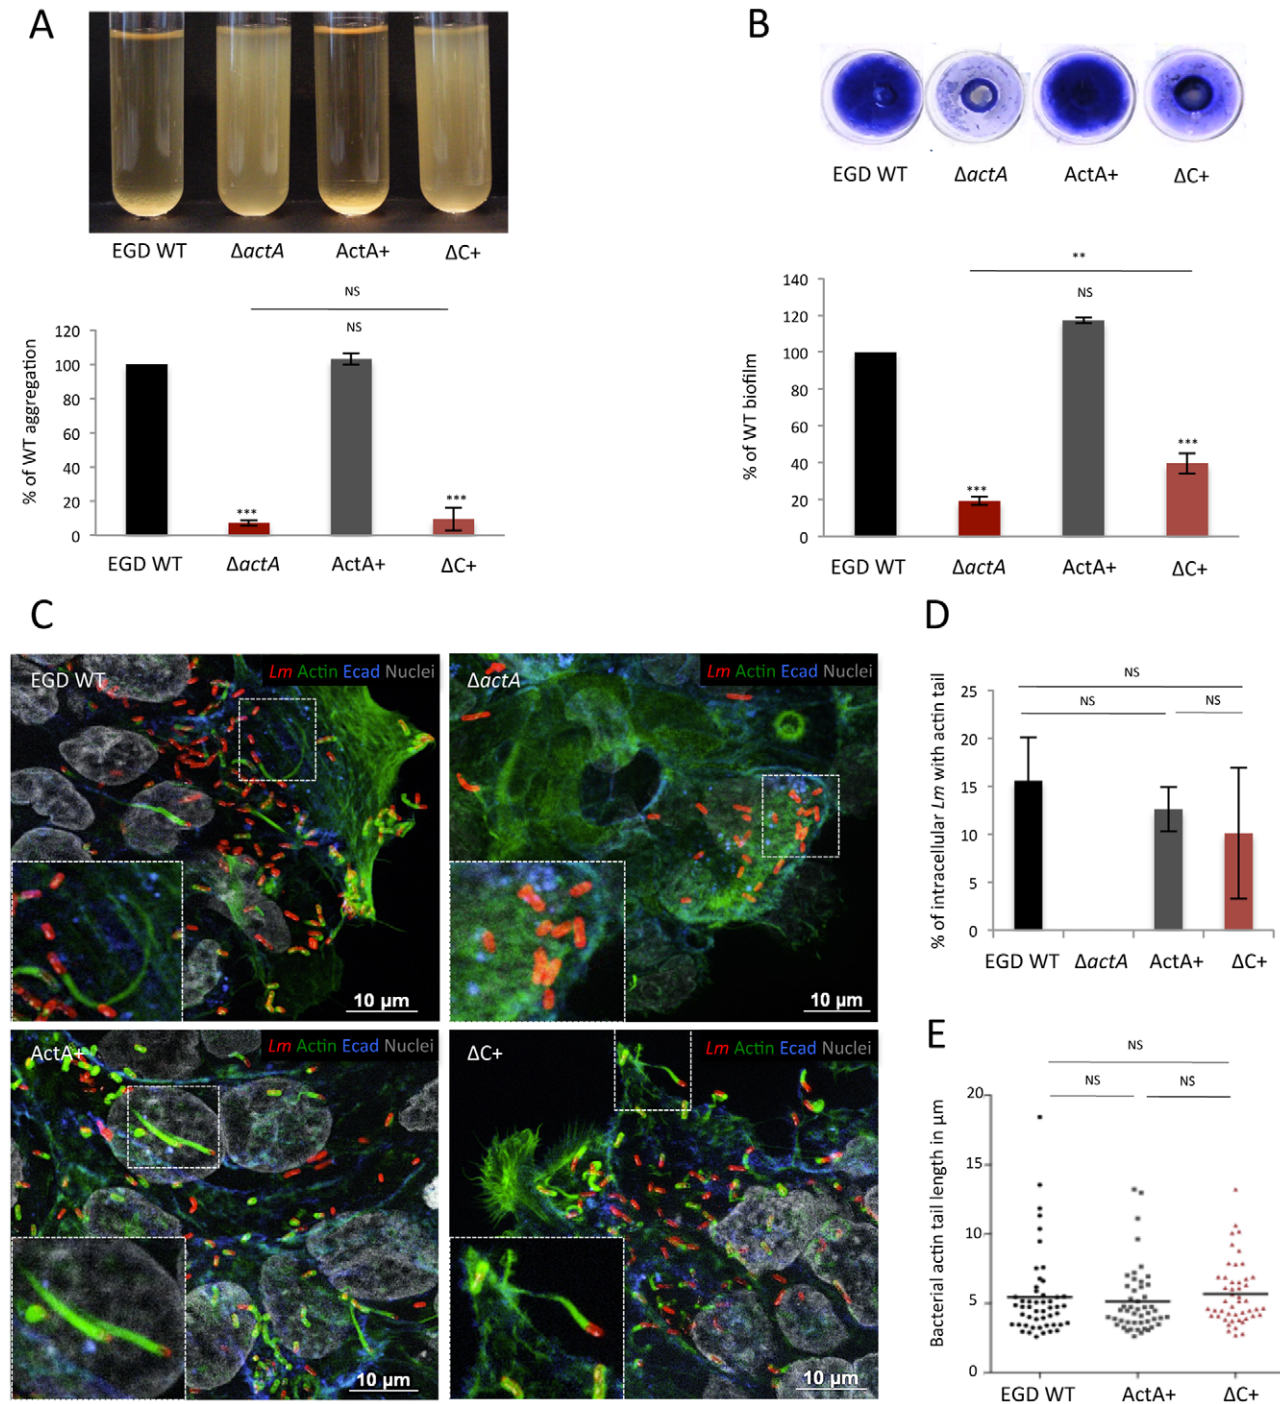 A
EGD WT ΔactA ActA+ ΔC+
NS
NS
% of WT aggregation
120
100
80
60
40
20
0
***
***
EGD WT ΔactA ActA+ ΔC+
B
EGD WT ΔactA ActA+ ΔC+
**
NS
% of WT biofilm
140
120
100
80
60
40
20
0
***
***
EGD WT ΔactA ActA+ ΔC+
C
EGD WT
Lm Actin Ecad Nuclei
10 µm
ΔactA
Lm Actin Ecad Nuclei
10 µm
ActA+
Lm Actin Ecad Nuclei
10 µm
ΔC+
Lm Actin Ecad Nuclei
10 µm
D
NS
NS
NS
% of intracellular Lm with actin tail
25
20
15
10
5
0
EGD WT ΔactA ActA+ ΔC+
E
NS
NS
NS
Bacterial actin tail length in µm
20
15
10
5
0
EGD WT ActA+ ΔC+